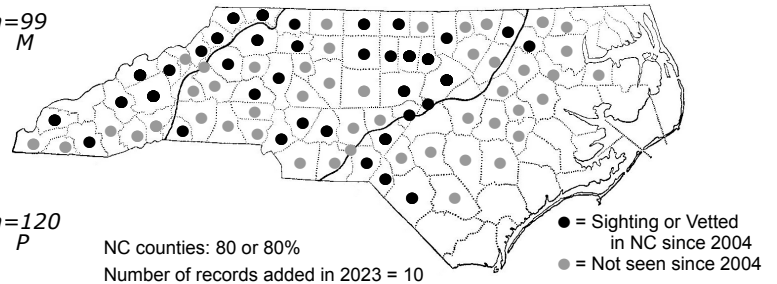 n=99
M
n=120
P
NC counties: 80 or 80%
Number of records added in 2023 = 10
= Sighting or Vetted
in NC since 2004
= Not seen since 2004